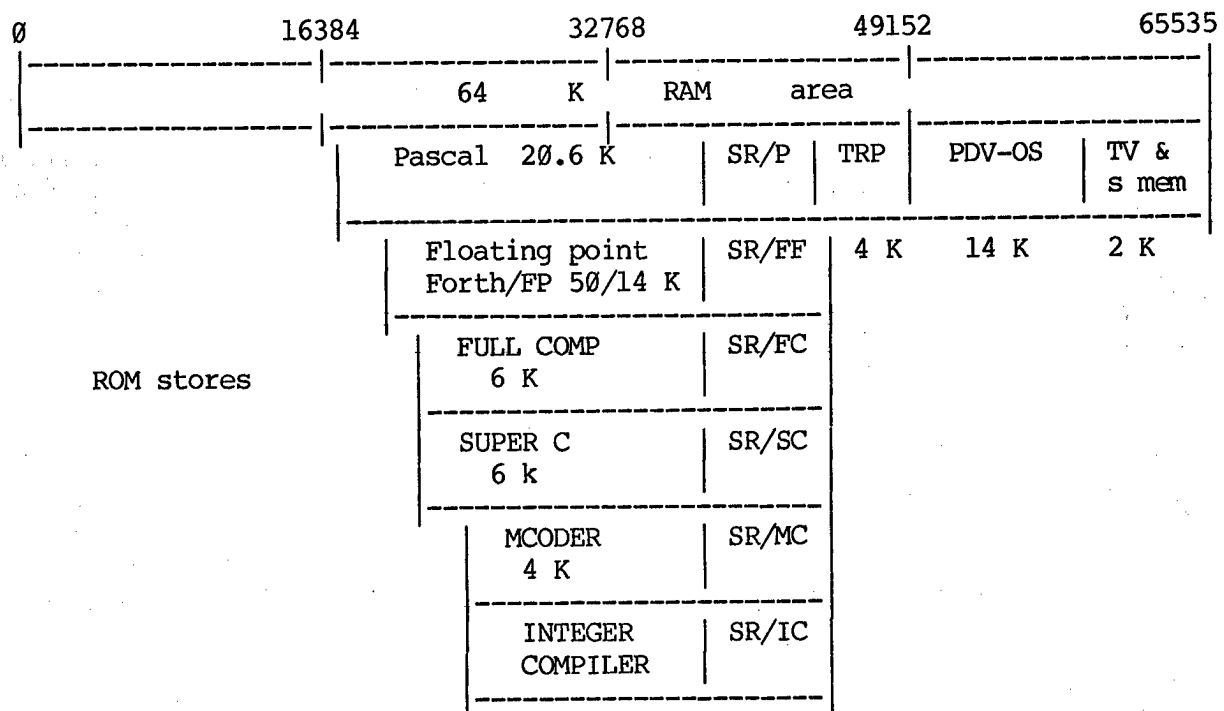 Ø 16384 32768 49152 65535
64 K RAM area
Pascal 2Ø.6 K SR/P TRP PDV-OS TV &
s mem
Floating point SR/FF 4 K 14 K 2 K
Forth/FP 5Ø/14 K
FULL COMP SR/FC
ROM stores 6 K
SUPER C SR/SC
6 k
MCODER SR/MC
4 K
INTEGER SR/IC
COMPILER